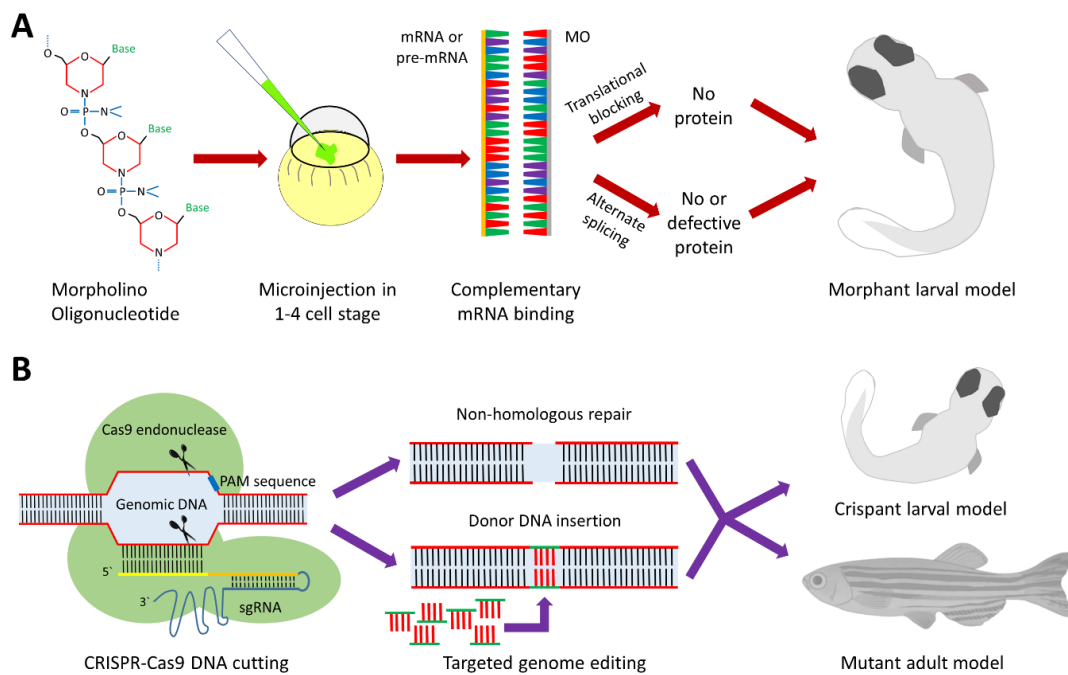 A
O
Base
O
N
O
P
N
O
O
Base
N
O
P
N
O
O
Base
N
Morpholino
Oligonucleotide
Microinjection in
1-4 cell stage
mRNA or
pre-mRNA
MO
Complementary
mRNA binding
Translational
blocking
No
protein
Alternate
splicing
No or
defective
protein
Morphant larval model
B
Cas9 endonuclease
PAM sequence
Genomic DNA
5`
3`
sgRNA
CRISPR-Cas9 DNA cutting
Non-homologous repair
Donor DNA insertion
Targeted genome editing
Crispant larval model
Mutant adult model